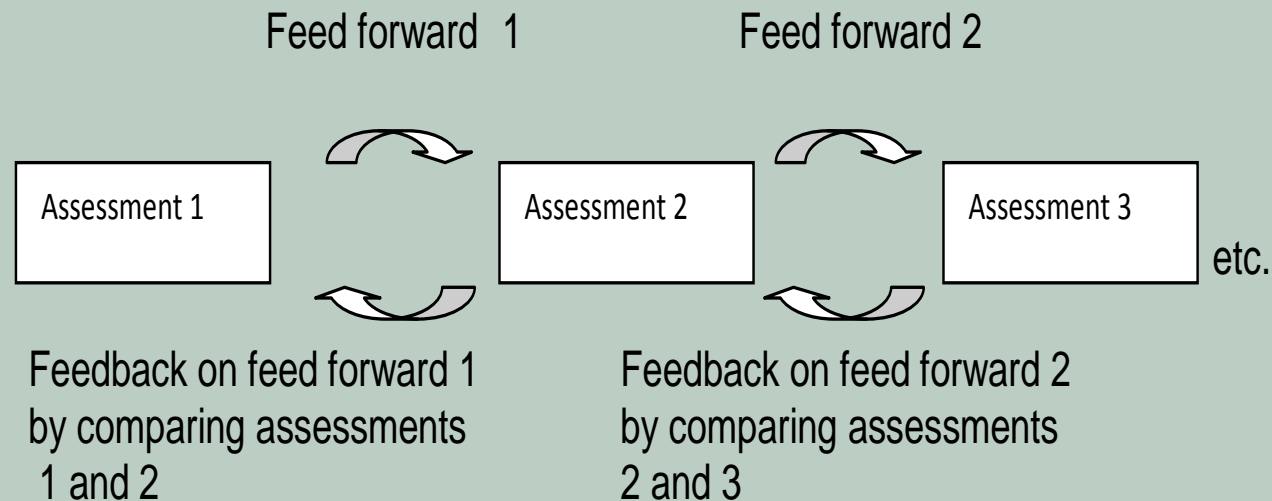 Feed forward 1
Feed forward 2
Assessment 1
Assessment 2
Assessment 3
etc.
Feedback on feed forward 1
by comparing assessments
1 and 2
Feedback on feed forward 2
by comparing assessments
2 and 3